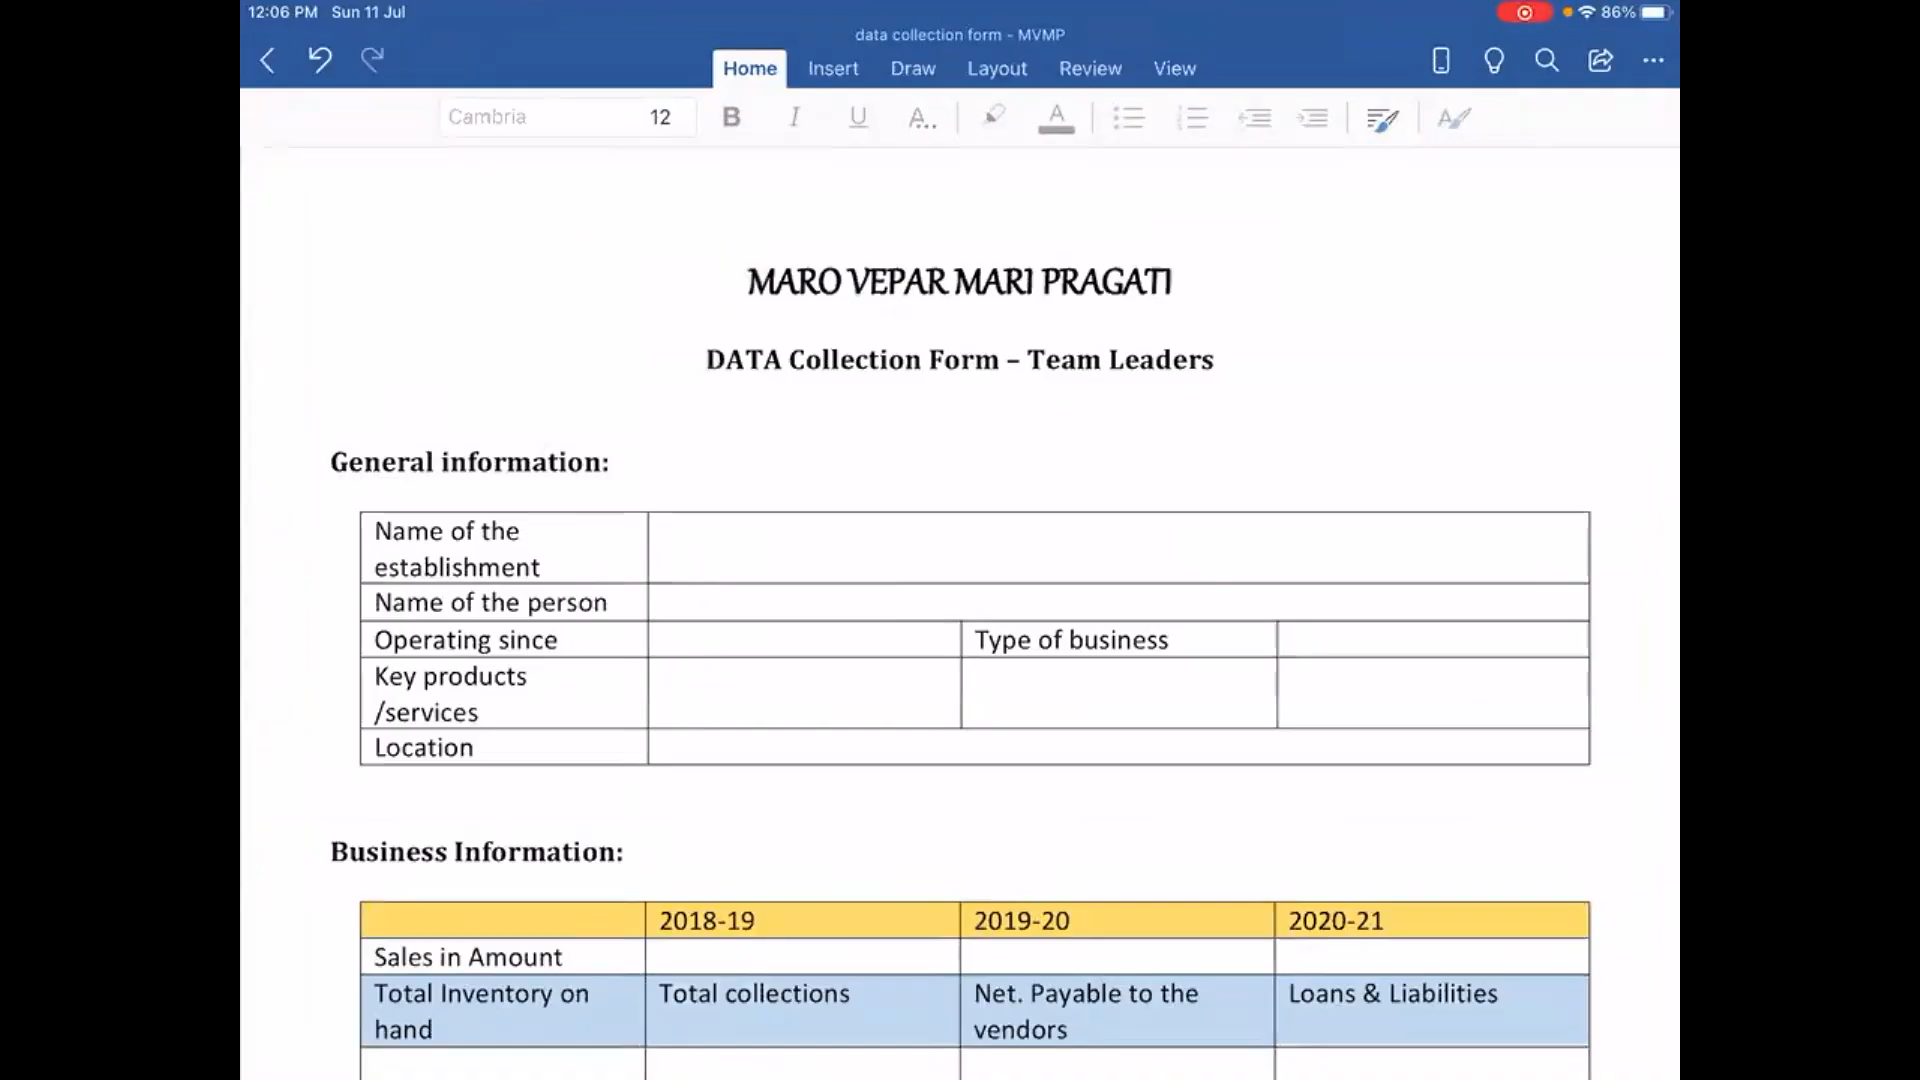 12:06 PM Sun 11 Jul
86%
data collection form - MVMP
Home Insert Draw Layout Review View
Cambria 12 B I U A.. A A
MARO VEPAR MARI PRAGATI
DATA Collection Form – Team Leaders
General information:
Name of the
establishment
Name of the person
Operating since Type of business
Key products
/services
Location
Business Information:
2018-19 2019-20 2020-21
Sales in Amount
Total Inventory on Total collections Net. Payable to the Loans & Liabilities
hand vendors